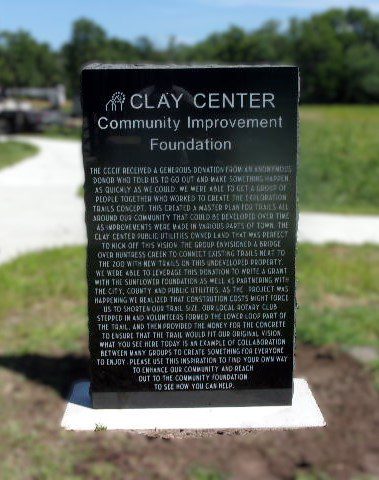 CLAY CENTER
Community Improvement
Foundation
THE CCCIF RECEIVED A GENEROUS DONATION FROM AN ANONYMOUS
DONOR WHO TOLD US TO GO OUT AND MAKE SOMETHING HAPPEN,
AS QUICKLY AS WE COULD. WE WERE ABLE TO GET A GROUP OF
PEOPLE TOGETHER WHO WORKED TO CREATE THE EXPLORATION
TRAILS CONCEPT. THIS CREATED A MASTER PLAN FOR TRAILS ALL
AROUND OUR COMMUNITY THAT COULD BE DEVELOPED OVER TIME
AS IMPROVEMENTS WERE MADE IN VARIOUS PARTS OF TOWN. THE
CLAY CENTER PUBLIC UTILITIES OWNED LAND THAT WAS PERFECT
TO KICK OFF THIS VISION. THE GROUP ENVISIONED A BRIDGE
OVER HUNTRESS CREEK TO CONNECT EXISTING TRAILS NEXT TO
THE ZOO WITH NEW TRAILS ON THIS UNDEVELOPED PROPERTY.
WE WERE ABLE TO LEVERAGE THIS DONATION TO WRITE A GRANT
WITH THE SUNFLOWER FOUNDATION AS WELL AS PARTNERING WITH
THE CITY, COUNTY AND PUBLIC UTILITIES. AS THE PROJECT WAS
HAPPENING WE REALIZED THAT CONSTRUCTION COSTS MIGHT FORCE
US TO SHORTEN OUR TRAIL SIZE. OUR LOCAL ROTARY CLUB
STEPPED IN AND VOLUNTEERS FORMED THE LOWER LOOP PART OF
THE TRAIL, AND THEN PROVIDED THE MONEY FOR THE CONCRETE
TO ENSURE THAT THE TRAIL WOULD FIT OUR ORIGINAL VISION.
WHAT YOU SEE HERE TODAY IS AN EXAMPLE OF COLLABORATION
BETWEEN MANY GROUPS TO CREATE SOMETHING FOR EVERYONE
TO ENJOY. PLEASE USE THIS INSPIRATION TO FIND YOUR OWN WAY
TO ENHANCE OUR COMMUNITY AND REACH
OUT TO THE COMMUNITY FOUNDATION
TO SEE HOW YOU CAN HELP.